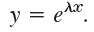 y = e^{λx}.